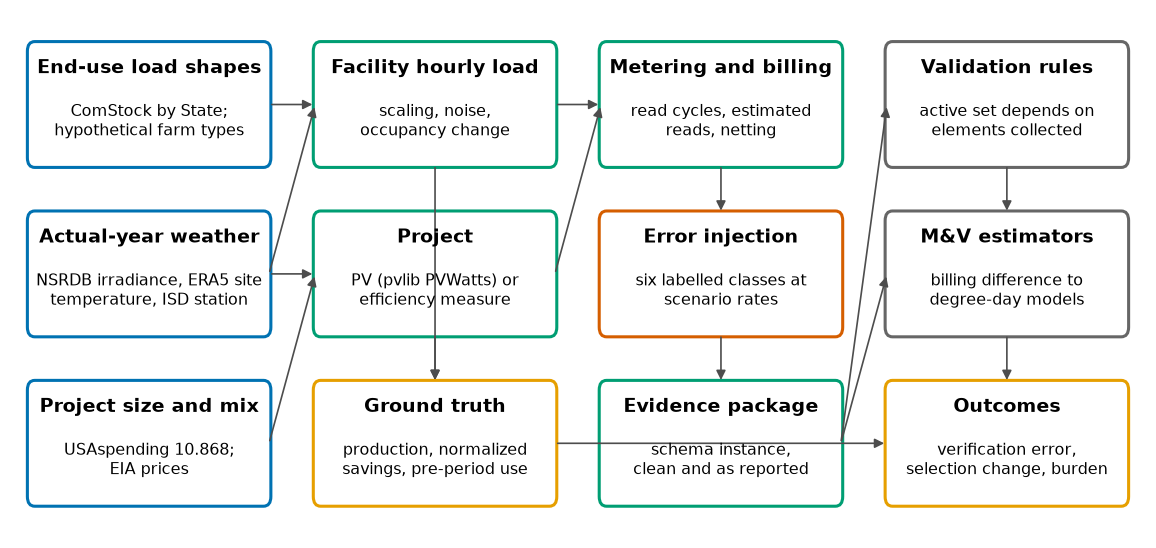 End-use load shapes
ComStock by State;
hypothetical farm types
Facility hourly load
scaling, noise,
occupancy change
Metering and billing
read cycles, estimated
reads, netting
Validation rules
active set depends on
elements collected
Actual-year weather
NSRDB irradiance, ERA5 site
temperature, ISD station
Project
PV (pvlib PVWatts) or
efficiency measure
Error injection
six labelled classes at
scenario rates
M&V estimators
billing difference to
degree-day models
Project size and mix
USAspending 10.868;
EIA prices
Ground truth
production, normalized
savings, pre-period use
Evidence package
schema instance,
clean and as reported
Outcomes
verification error,
selection change, burden